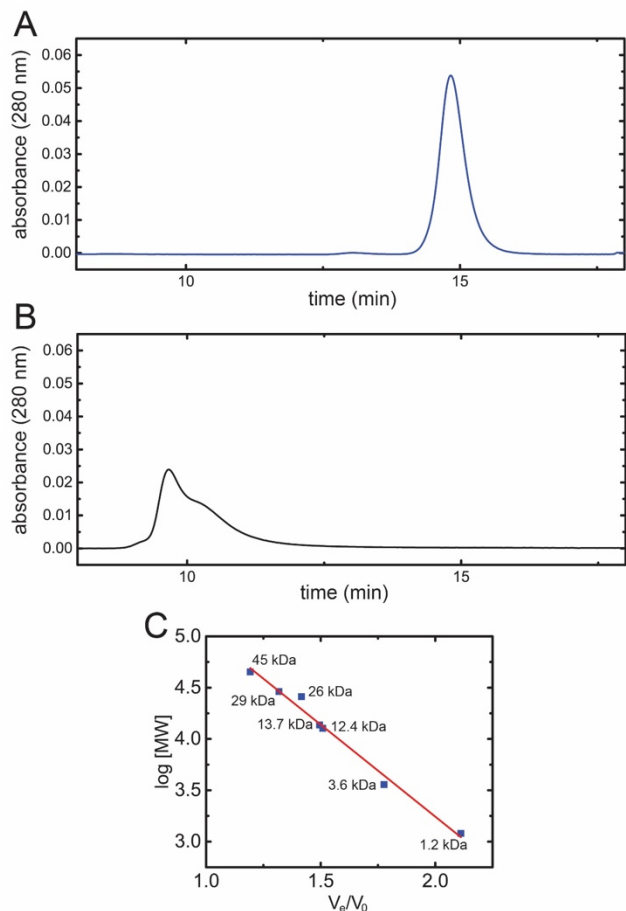 A
absorbance (280 nm)
0.06
0.05
0.04
0.03
0.02
0.01
0.00
10
15
time (min)
B
absorbance (280 nm)
0.06
0.05
0.04
0.03
0.02
0.01
0.00
10
15
time (min)
C
log [MW]
5.0
4.5
4.0
3.5
3.0
45 kDa
29 kDa
26 kDa
13.7 kDa
12.4 kDa
3.6 kDa
1.2 kDa
1.0
1.5
2.0
Ve/V0